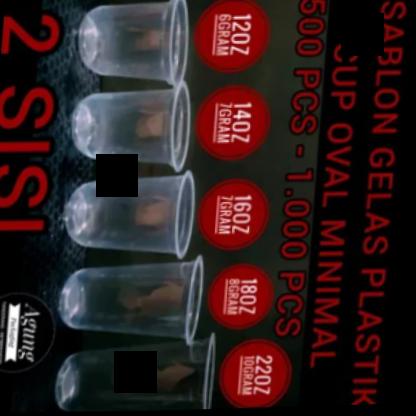 SABLON GELAS PLASTIK
CUP OVAL MINIMAL
500 PCS - 1.000 PCS
12OZ
6GRAM
14OZ
7GRAM
16OZ
7GRAM
18OZ
8GRAM
22OZ
10GRAM
2 SISI
Agung